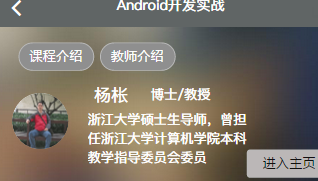 Android开发实战
课程介绍 教师介绍
杨枨 博士/教授
浙江大学硕士生导师，曾担
任浙江大学计算机学院本科
教学指导委员会委员
进入主页